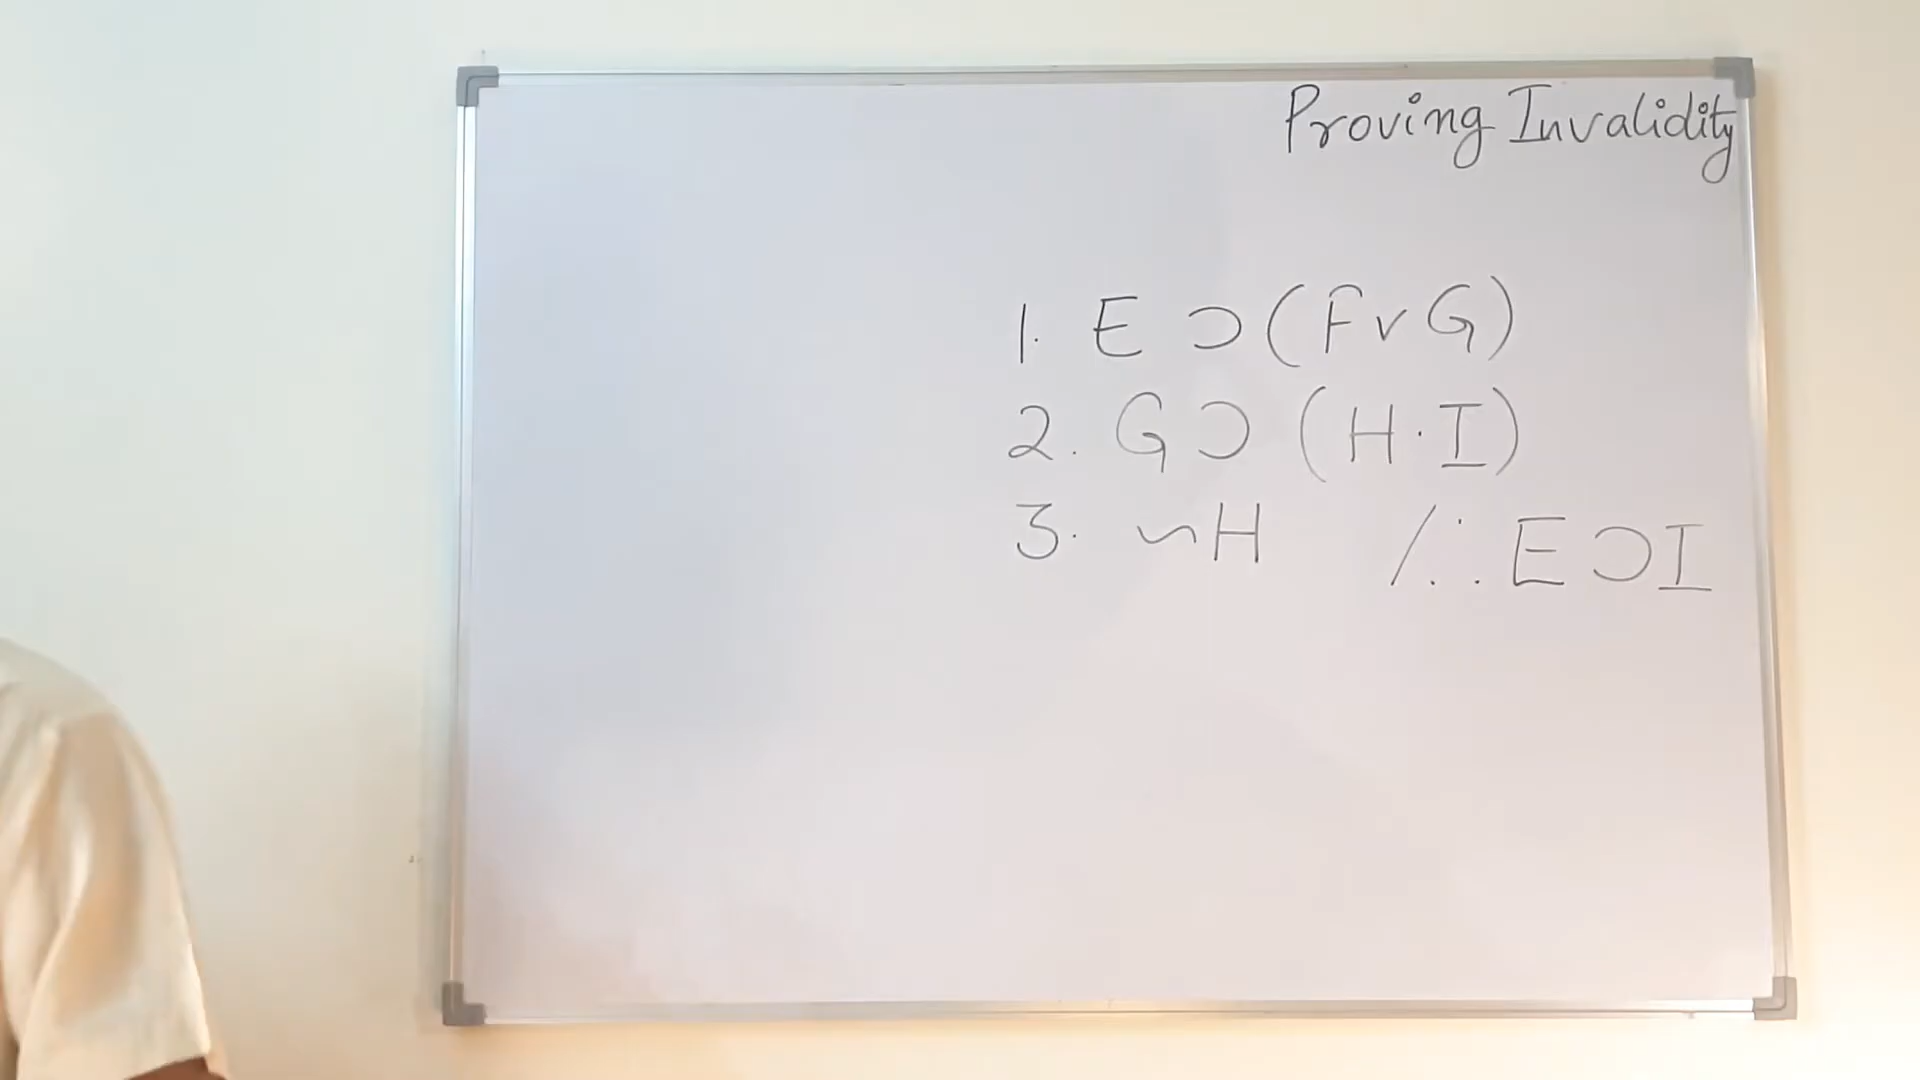 Proving Invalidity
1. E ⊃ (F v G)
2. G ⊃ (H · I)
3. ~H /∴ E ⊃ I